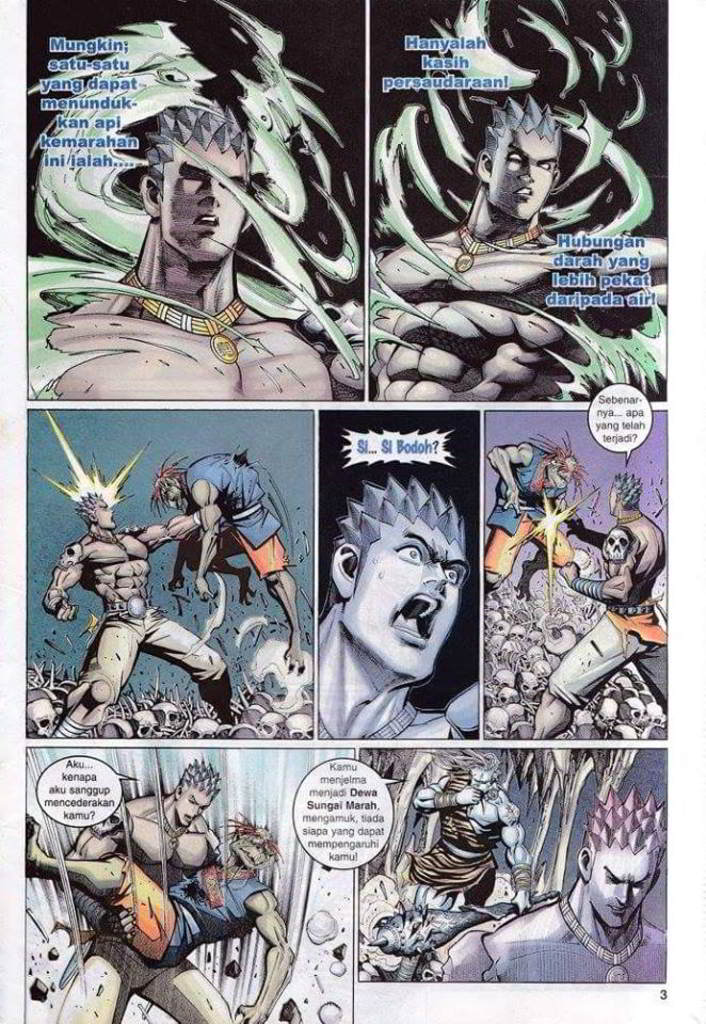 Mungkin;
satu-satu
yang dapat
menunduk-
kan api
kemarahan
ini ialah....
Hanyalah
kasih
persaudaraan!
Hubungan
darah yang
lebih pekat
daripada air!
Si... Si Bodoh?
Sebenar-
nya... apa
yang telah
terjadi?
Aku...
kenapa
aku sanggup
mencederakan
kamu?
Kamu
menjelma
menjadi Dewa
Sungai Marah,
mengamuk, tiada
siapa yang dapat
mempengaruhi
kamu!
3